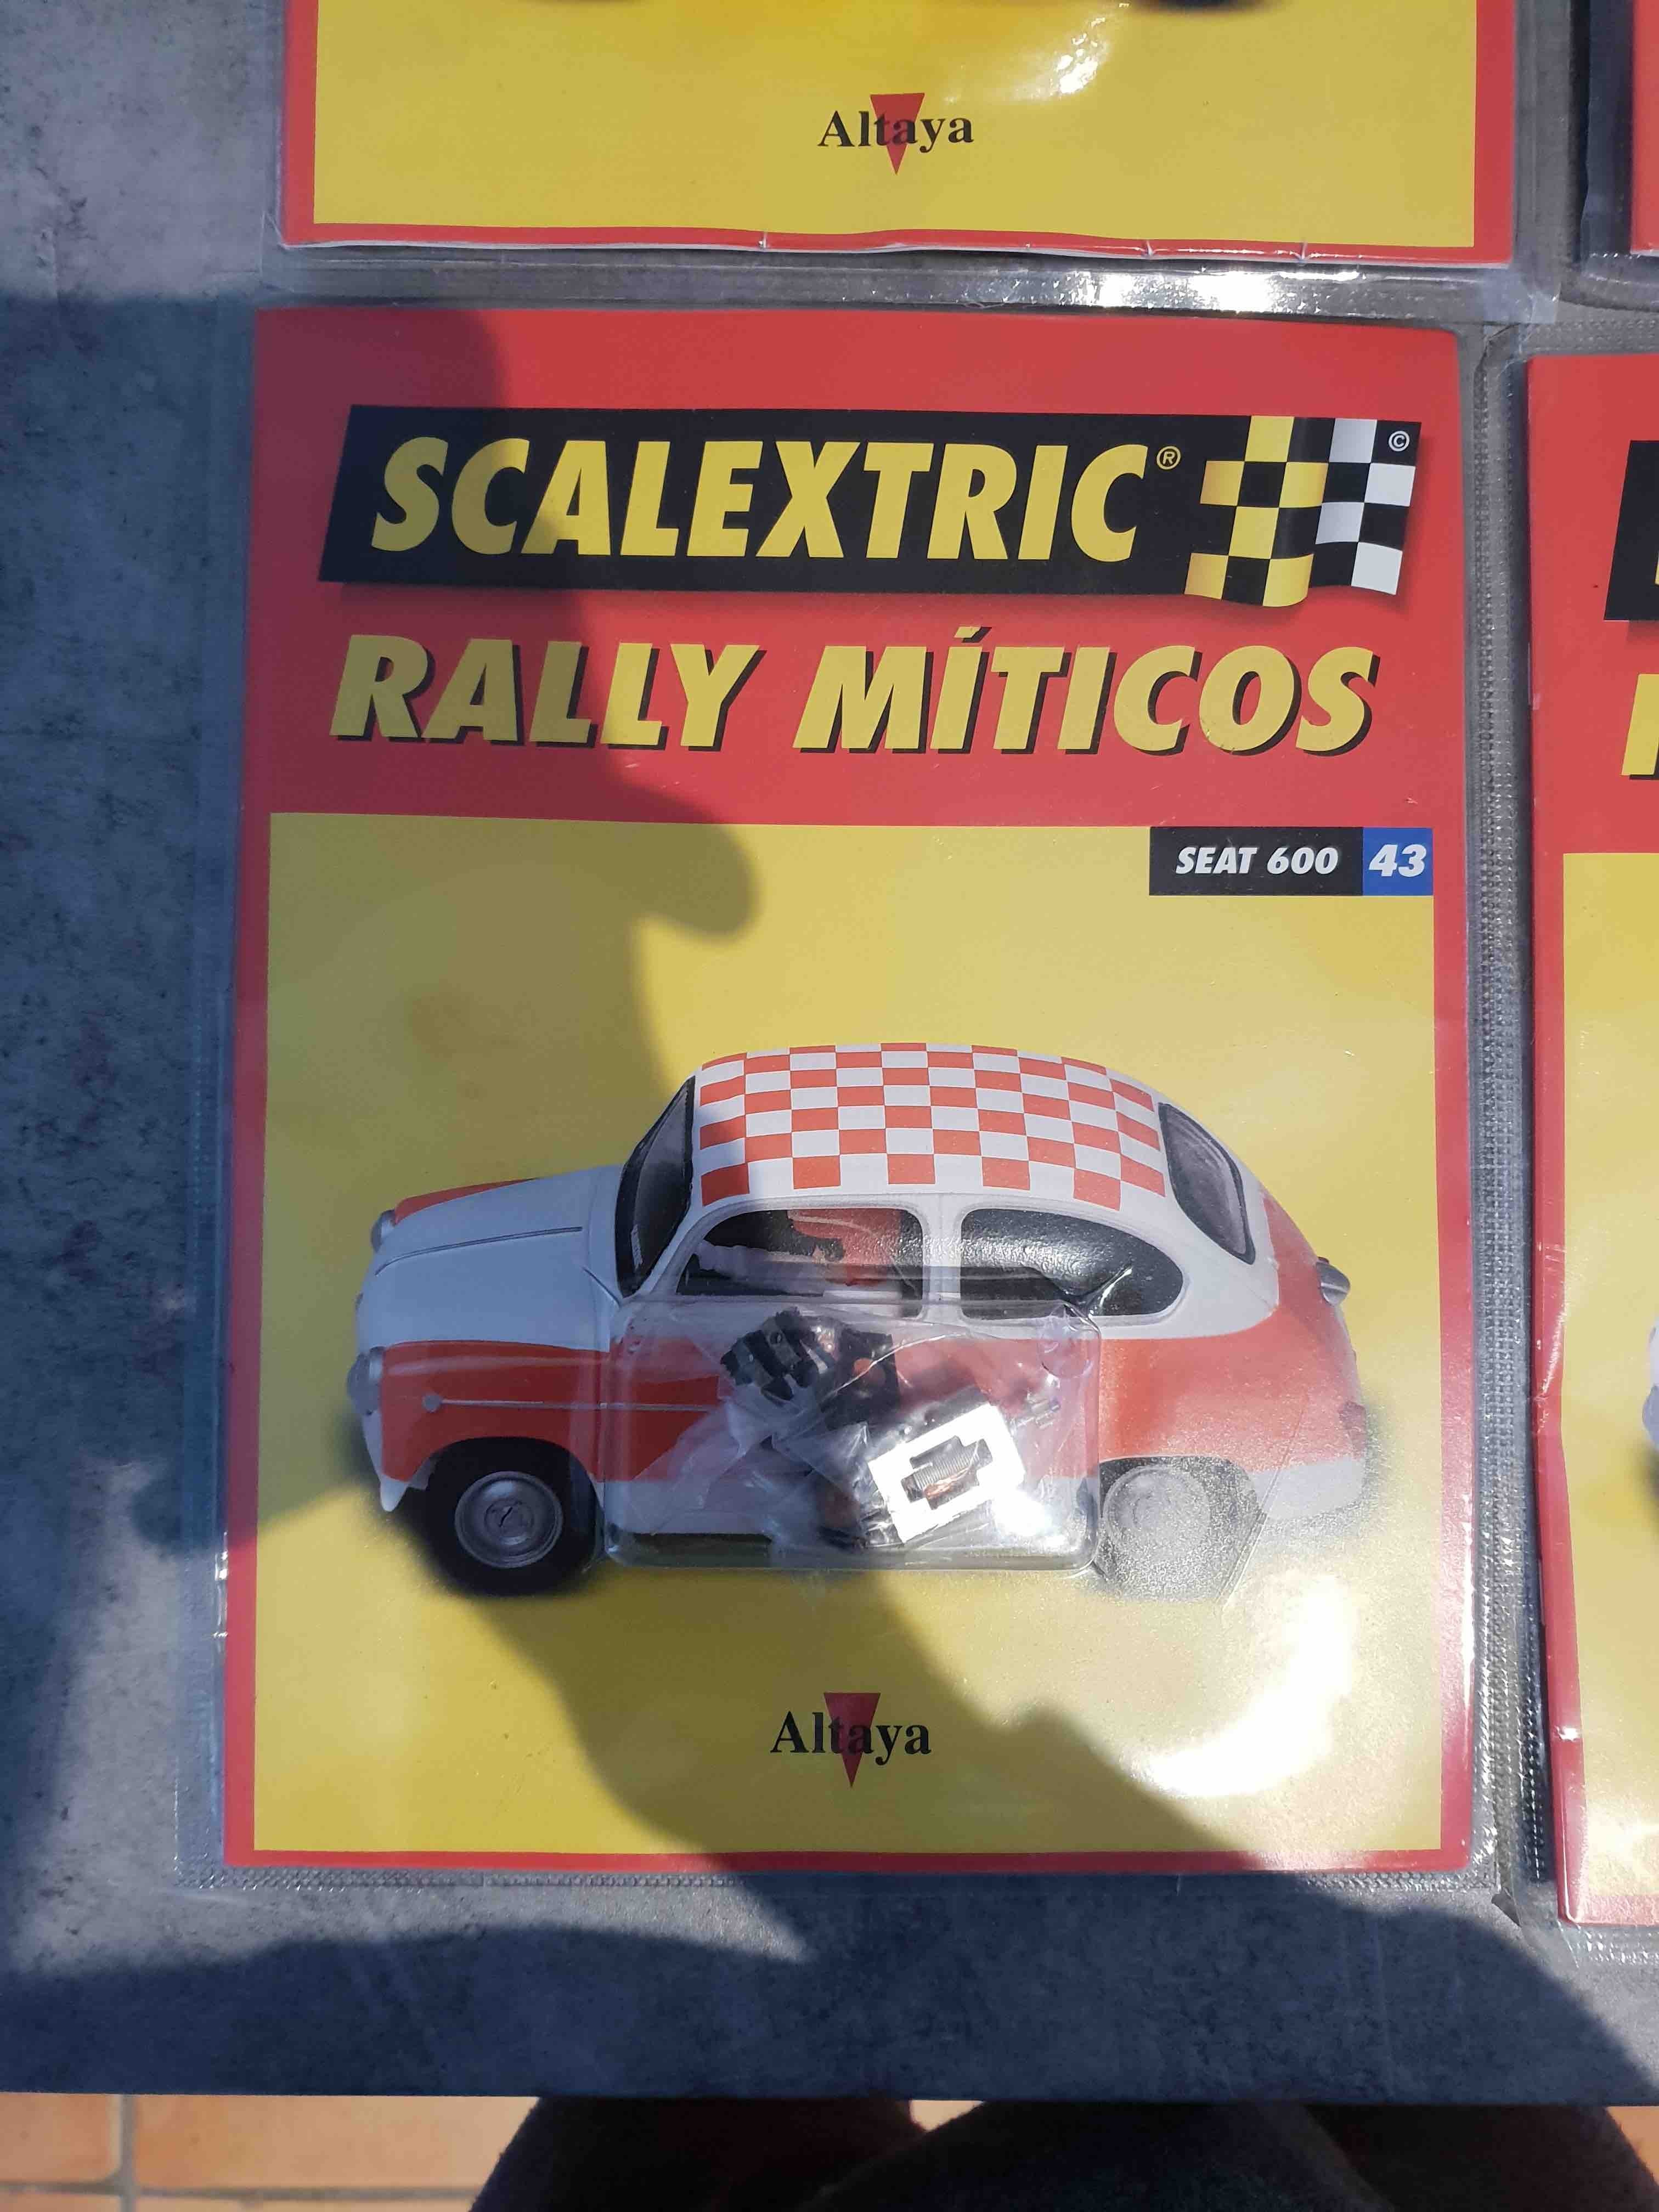 Altaya
SCALEXTRIC® ©
RALLY MÍTICOS
SEAT 600 43
Altaya